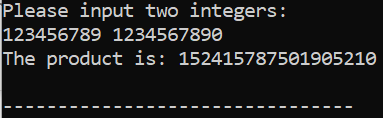 Please input two integers:
123456789 1234567890
The product is: 152415787501905210

--------------------------------